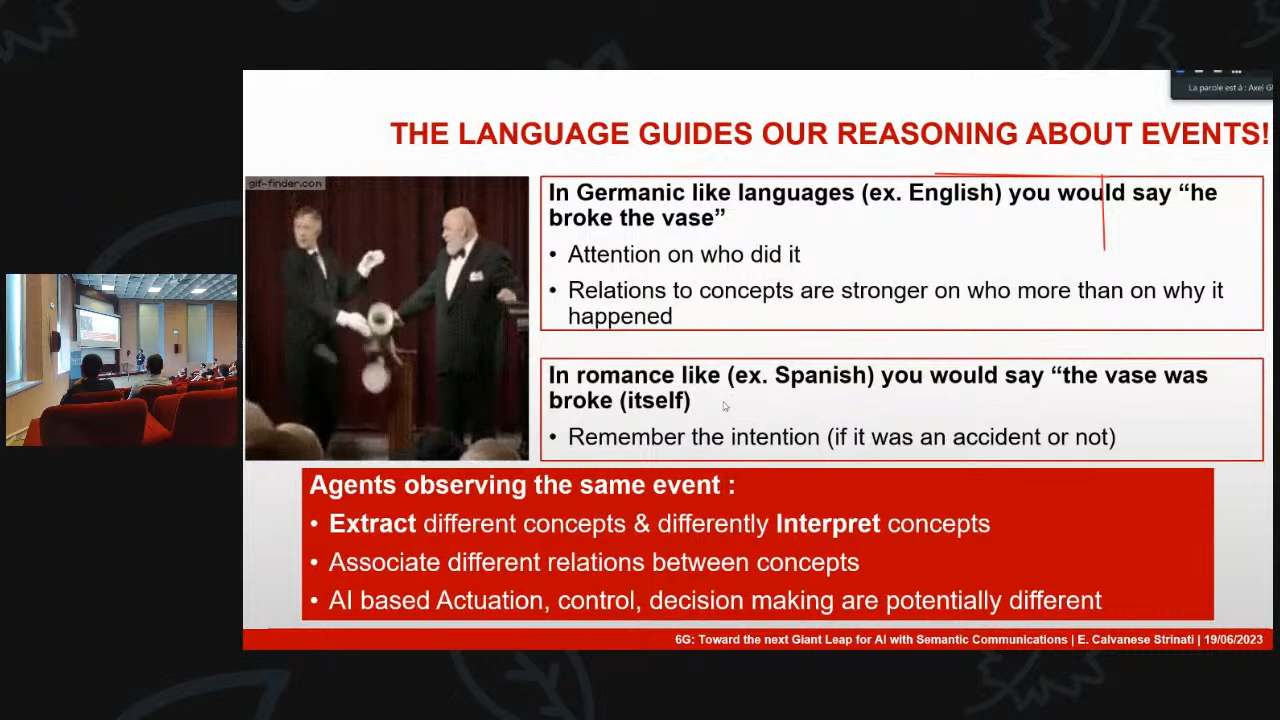 La parole est à : Axel G
THE LANGUAGE GUIDES OUR REASONING ABOUT EVENTS!
gif-finder.com
In Germanic like languages (ex. English) you would say “he
broke the vase”
• Attention on who did it
• Relations to concepts are stronger on who more than on why it
happened
In romance like (ex. Spanish) you would say “the vase was
broke (itself)
• Remember the intention (if it was an accident or not)
Agents observing the same event :
• Extract different concepts & differently Interpret concepts
• Associate different relations between concepts
• AI based Actuation, control, decision making are potentially different
6G: Toward the next Giant Leap for AI with Semantic Communications | E. Calvanese Strinati | 19/06/2023